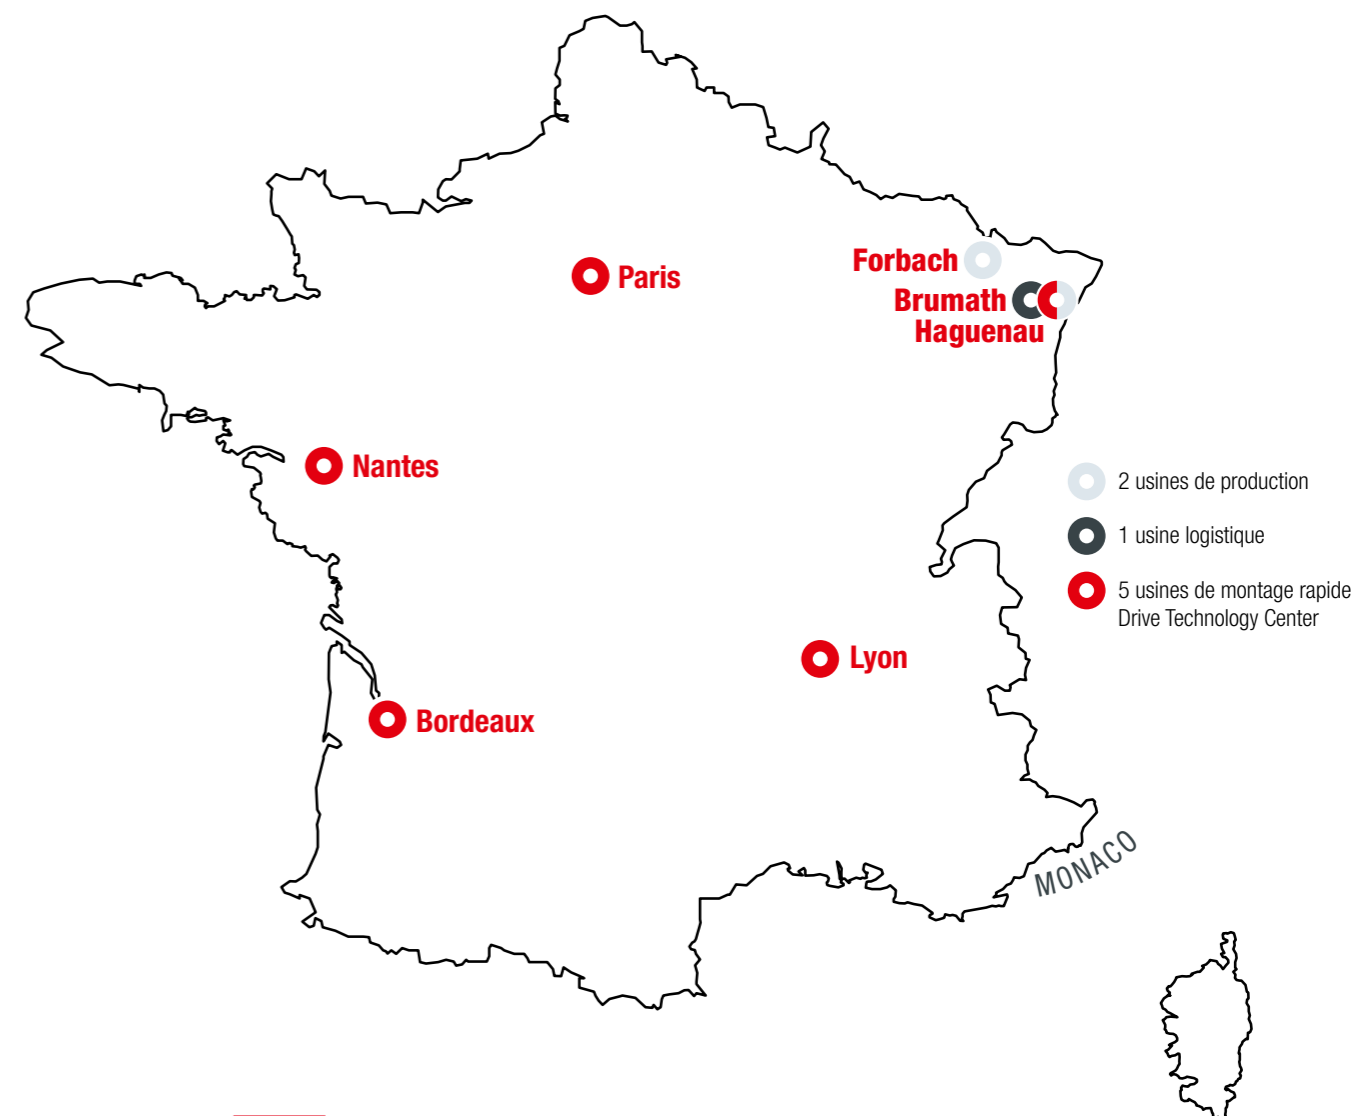 Forbach
Paris
Brumath
Haguenau
Nantes
2 usines de production
1 usine logistique
5 usines de montage rapide
Drive Technology Center
Lyon
Bordeaux
MONACO